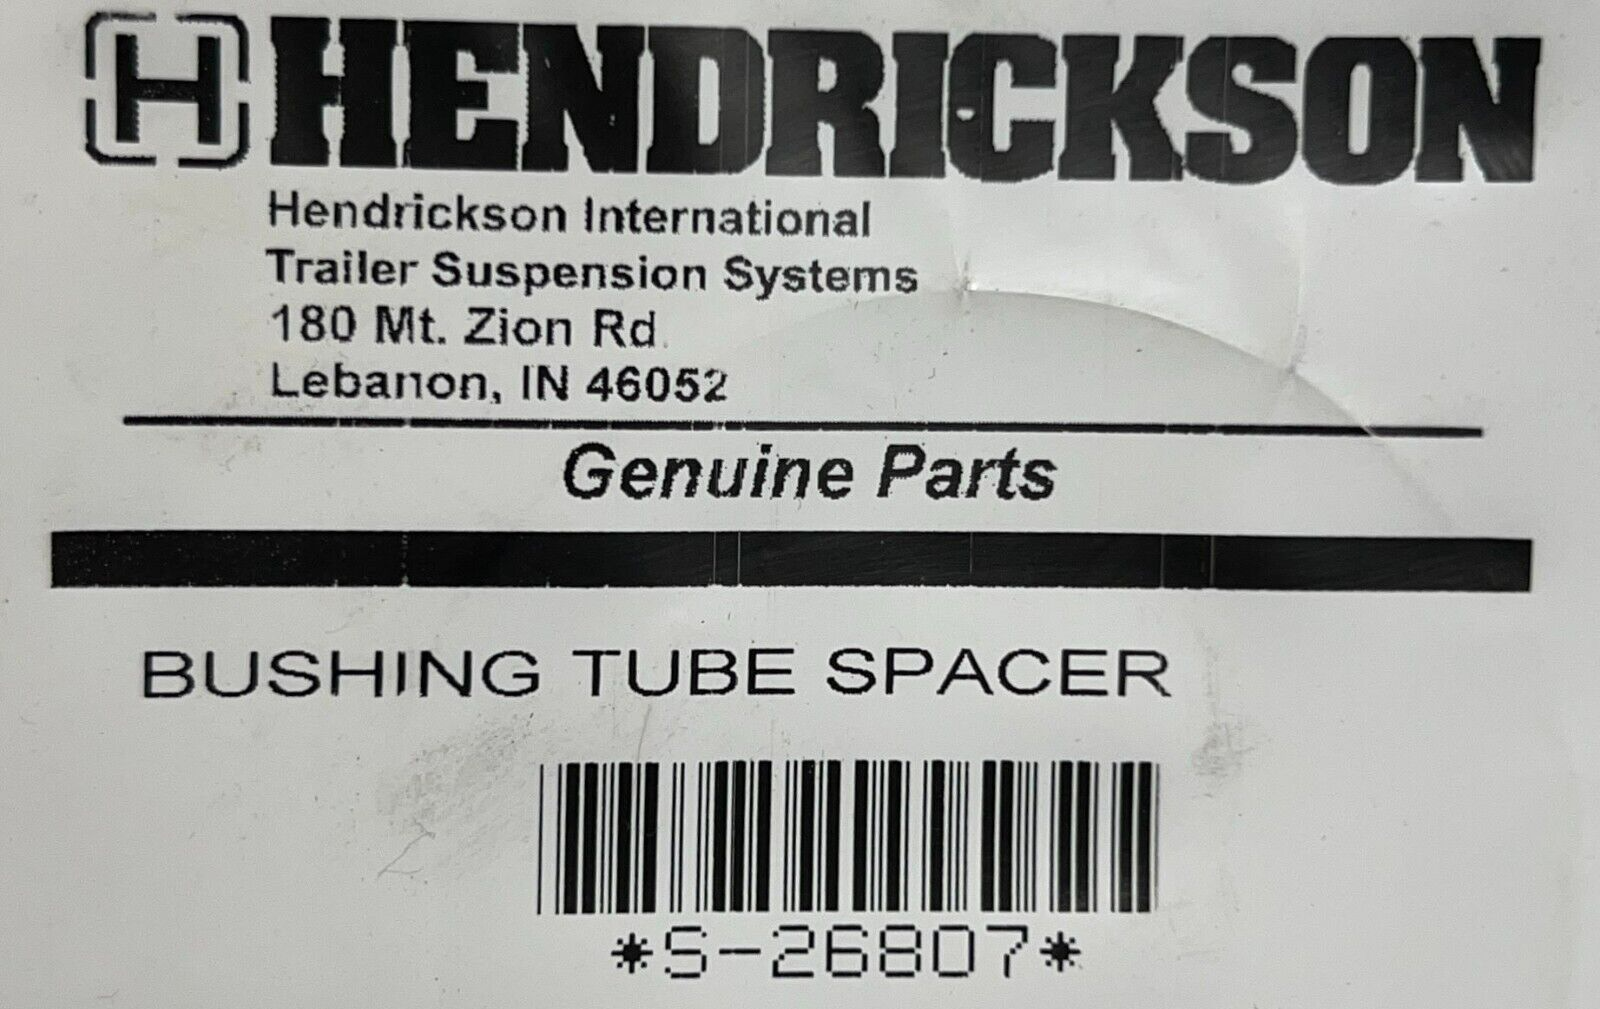 H HENDRICKSON
Hendrickson International
Trailer Suspension Systems
180 Mt. Zion Rd.
Lebanon, IN 46052
Genuine Parts
BUSHING TUBE SPACER
*S-26807*